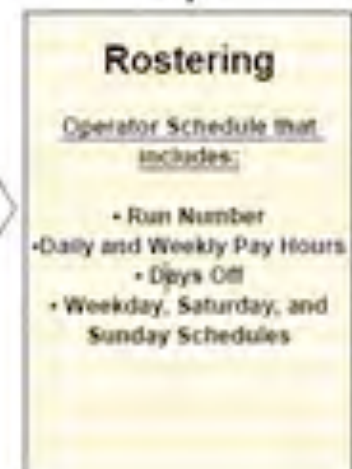 Rostering
Operator Schedule that
includes:
• Run Number
•Daily and Weekly Pay Hours
• Days Off
• Weekday, Saturday, and
Sunday Schedules